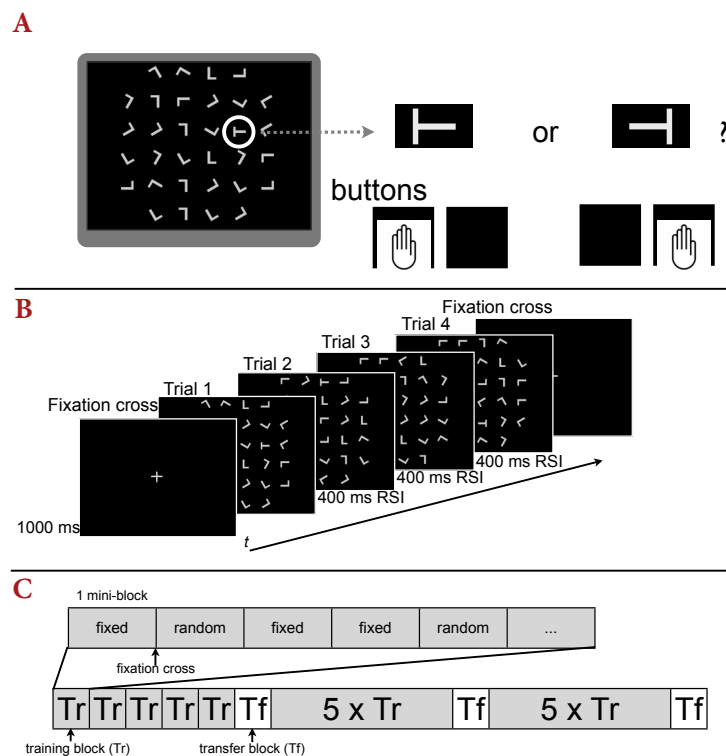 A
or
?
buttons
B
Fixation cross
Trial 4
Trial 3
Trial 2
Trial 1
Fixation cross
400 ms RSI
400 ms RSI
400 ms RSI
1000 ms
t
C
1 mini-block
fixed random fixed fixed random ...
fixation cross
Tr Tr Tr Tr Tr Tf 5 x Tr Tf 5 x Tr Tf
training block (Tr) transfer block (Tf)